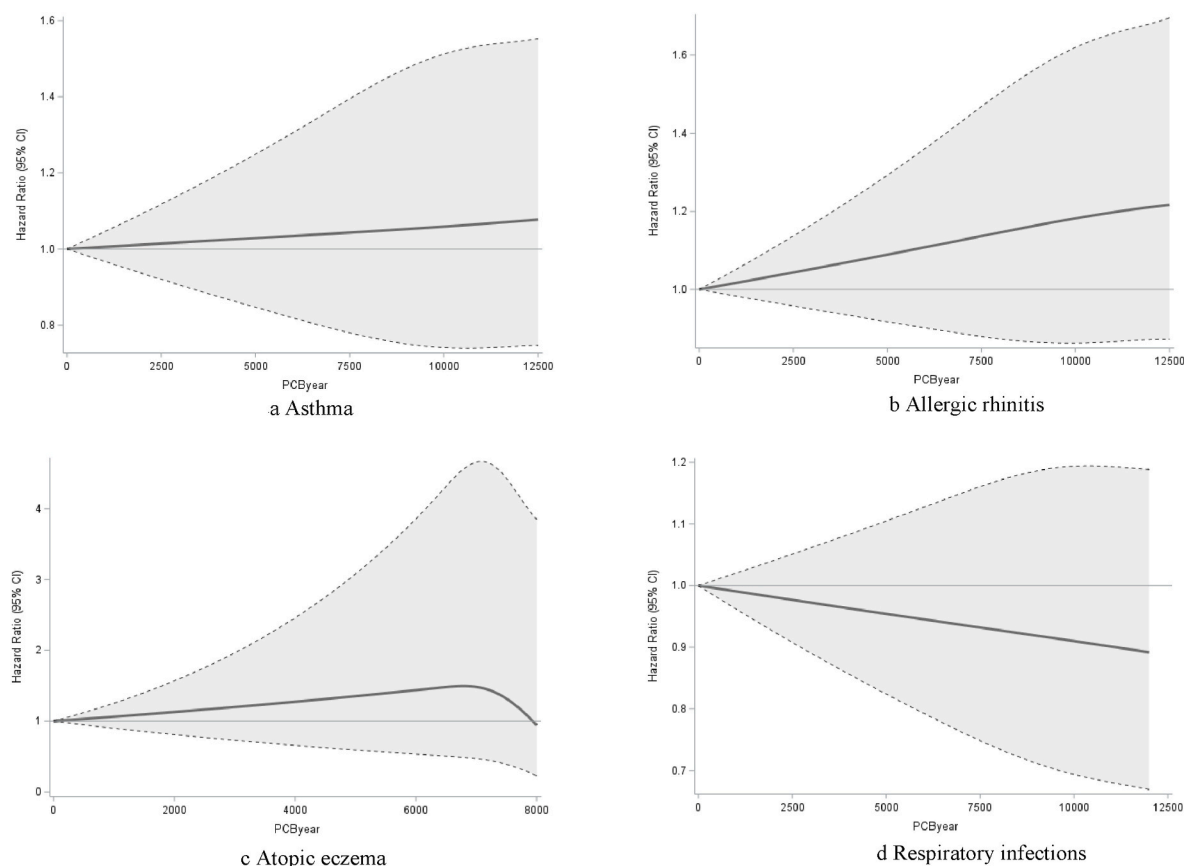 1.6
1.4
1.2
1.0
0.8
Hazard Ratio (95% CI)
0 2500 5000 7500 10000 12500
PCByear
a Asthma
1.6
1.4
1.2
1.0
Hazard Ratio (95% CI)
0 2500 5000 7500 10000 12500
PCByear
b Allergic rhinitis
4
3
2
1
0
Hazard Ratio (95% CI)
0 2000 4000 6000 8000
PCByear
c Atopic eczema
1.2
1.1
1.0
0.9
0.8
0.7
Hazard Ratio (95% CI)
0 2500 5000 7500 10000 12500
PCByear
d Respiratory infections